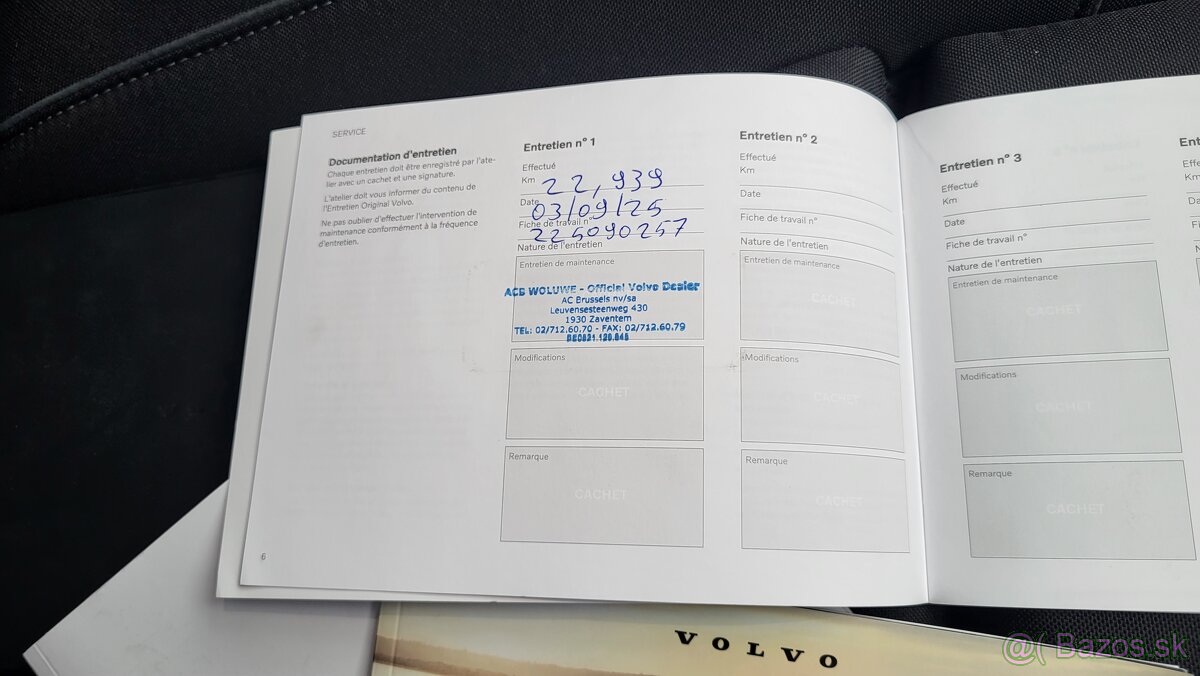 SERVICE
Documentation d'entretien
Chaque entretien doit être enregistré par l'ate-
lier avec un cachet et une signature.
L'atelier doit vous informer du contenu de
l'Entretien Original Volvo.
Ne pas oublier d'effectuer l'intervention de
maintenance conformément à la fréquence
d'entretien.
6
Entretien n° 1
Effectué
Km 22,939
Date 03/09/25
Fiche de travail n° 225090257
Nature de l'entretien
Entretien de maintenance
ACB WOLUWE - Official Volvo Dealer
AC Brussels nv/sa
Leuvensesteenweg 430
1930 Zaventem
TEL: 02/712.60.70 - FAX: 02/712.60.79
Modifications
CACHET
Remarque
CACHET
Entretien n° 2
Effectué
Km
Date
Fiche de travail n°
Nature de l'entretien
Entretien de maintenance
CACHET
Modifications
CACHET
Remarque
CACHET
Entretien n° 3
Effectué
Km
Date
Fiche de travail n°
Nature de l'entretien
Entretien de maintenance
CACHET
Modifications
CACHET
Remarque
CACHET
VOLVO
@( Bazos.sk